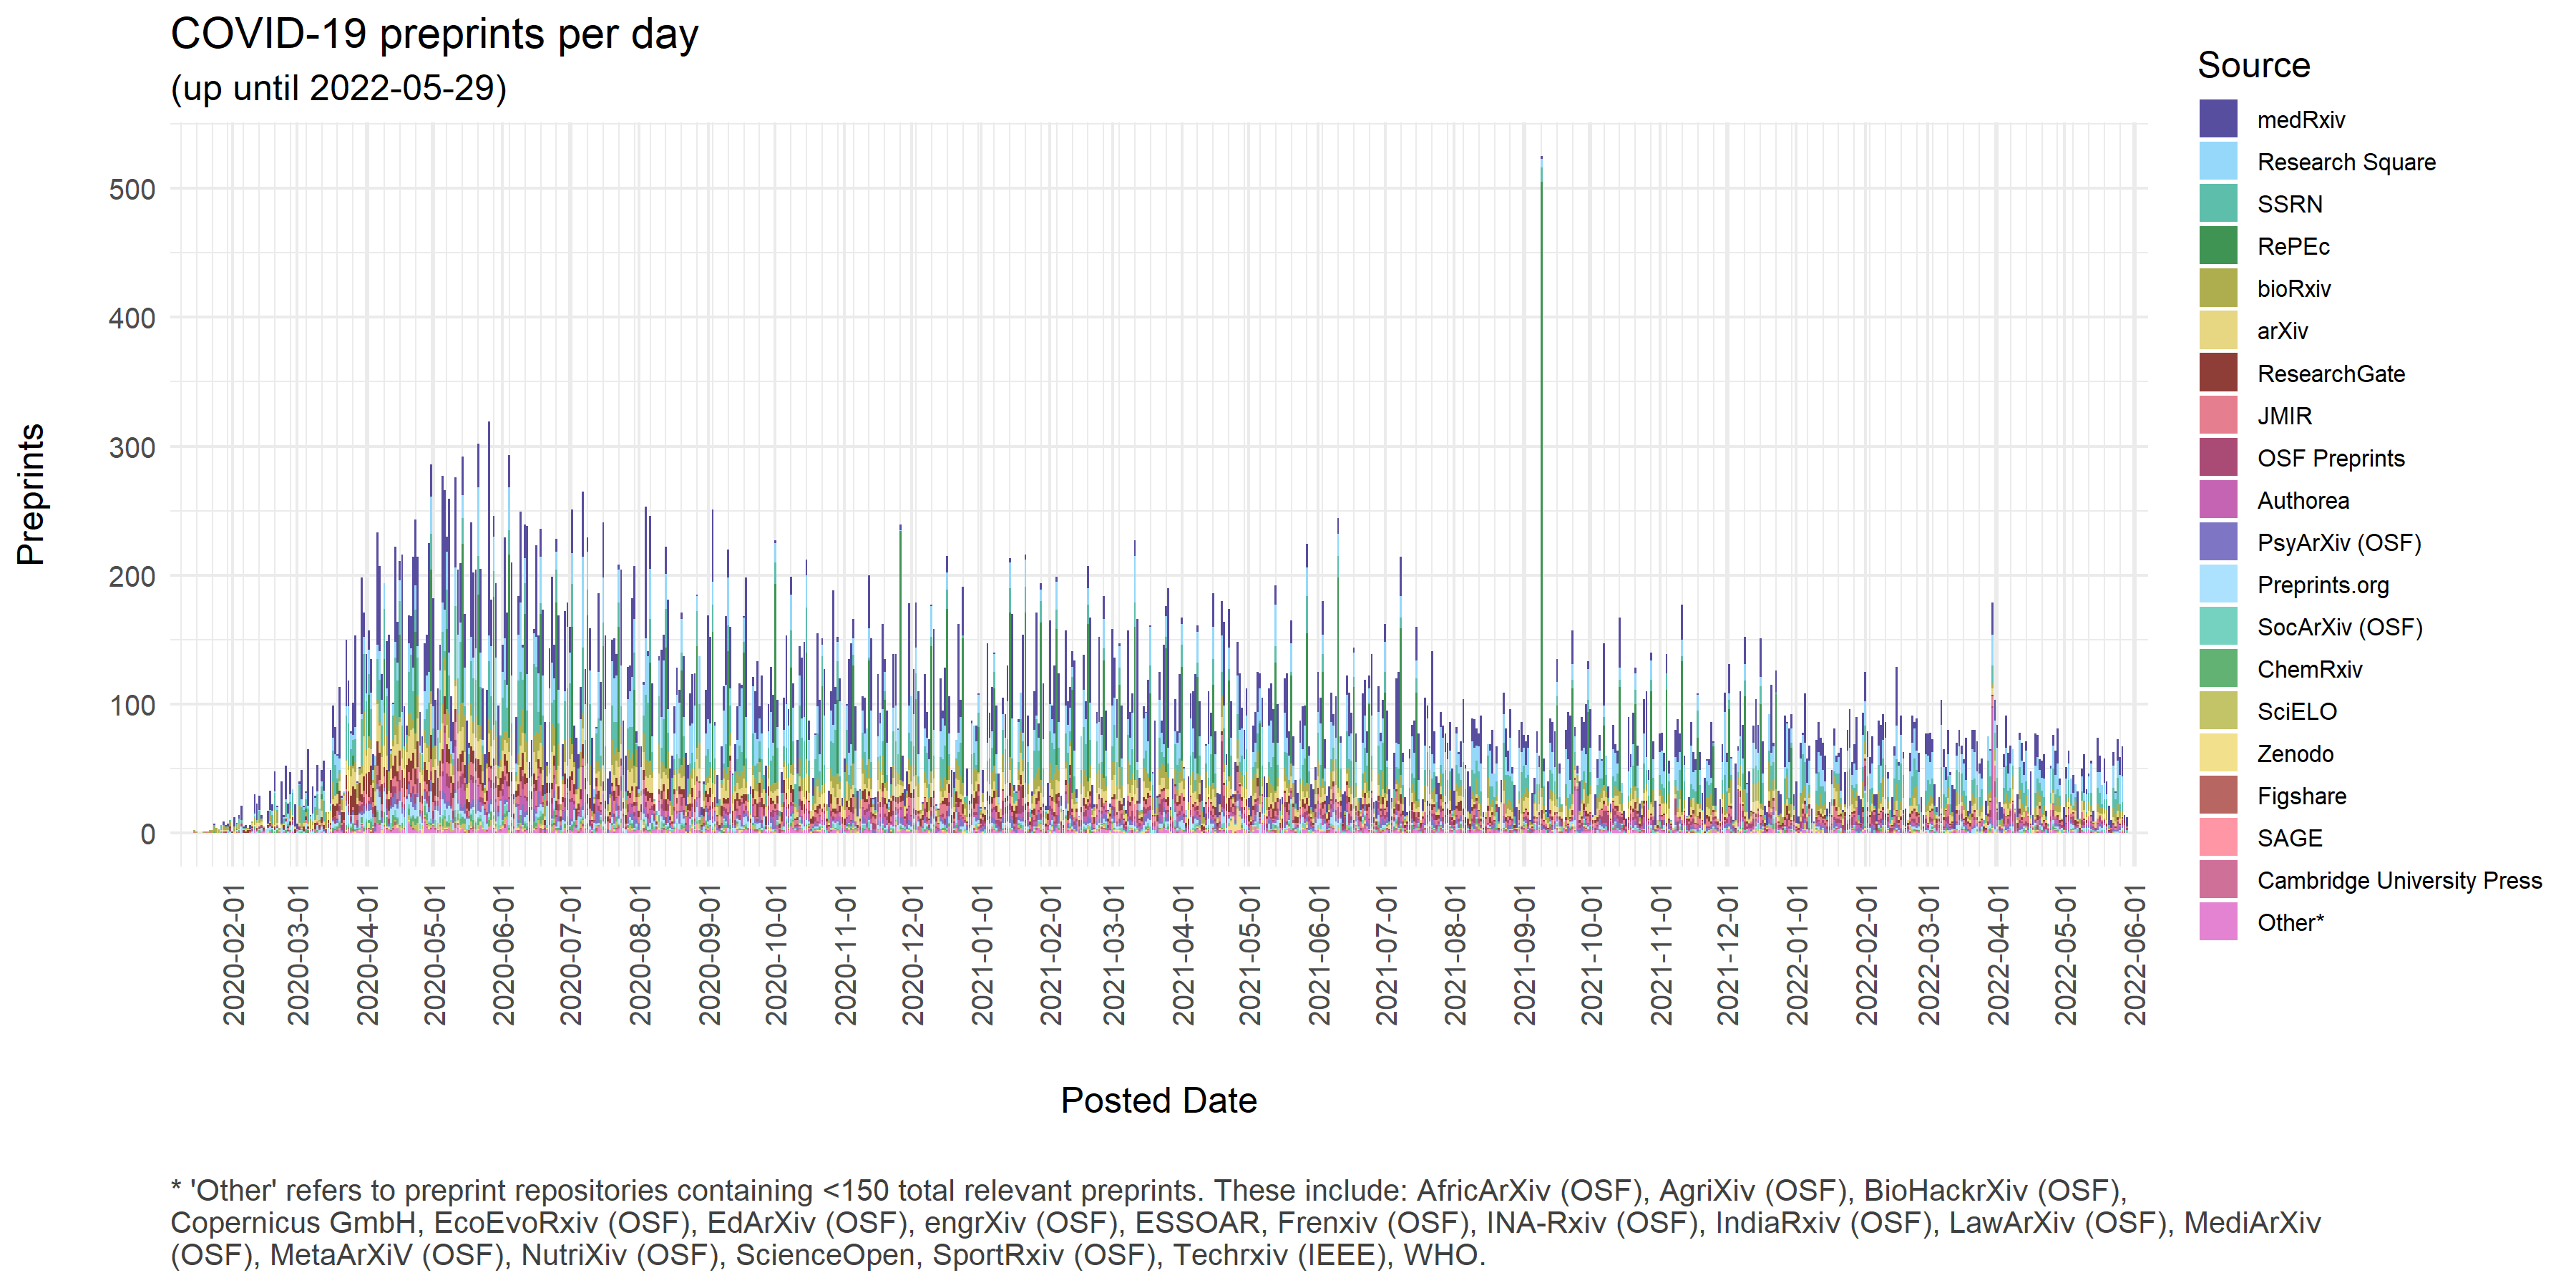 COVID-19 preprints per day
(up until 2022-05-29)
Preprints
500
400
300
200
100
0
2020-02-01
2020-03-01
2020-04-01
2020-05-01
2020-06-01
2020-07-01
2020-08-01
2020-09-01
2020-10-01
2020-11-01
2020-12-01
2021-01-01
2021-02-01
2021-03-01
2021-04-01
2021-05-01
2021-06-01
2021-07-01
2021-08-01
2021-09-01
2021-10-01
2021-11-01
2021-12-01
2022-01-01
2022-02-01
2022-03-01
2022-04-01
2022-05-01
2022-06-01
Posted Date
Source
medRxiv
Research Square
SSRN
RePEc
bioRxiv
arXiv
ResearchGate
JMIR
OSF Preprints
Authorea
PsyArXiv (OSF)
Preprints.org
SocArXiv (OSF)
ChemRxiv
SciELO
Zenodo
Figshare
SAGE
Cambridge University Press
Other*
* 'Other' refers to preprint repositories containing <150 total relevant preprints. These include: AfricArXiv (OSF), AgriXiv (OSF), BioHackrXiv (OSF),
Copernicus GmbH, EcoEvoRxiv (OSF), EdArXiv (OSF), engrXiv (OSF), ESSOAR, Frenxiv (OSF), INA-Rxiv (OSF), IndiaRxiv (OSF), LawArXiv (OSF), MediArXiv
(OSF), MetaArXiV (OSF), NutriXiv (OSF), ScienceOpen, SportRxiv (OSF), Techrxiv (IEEE), WHO.